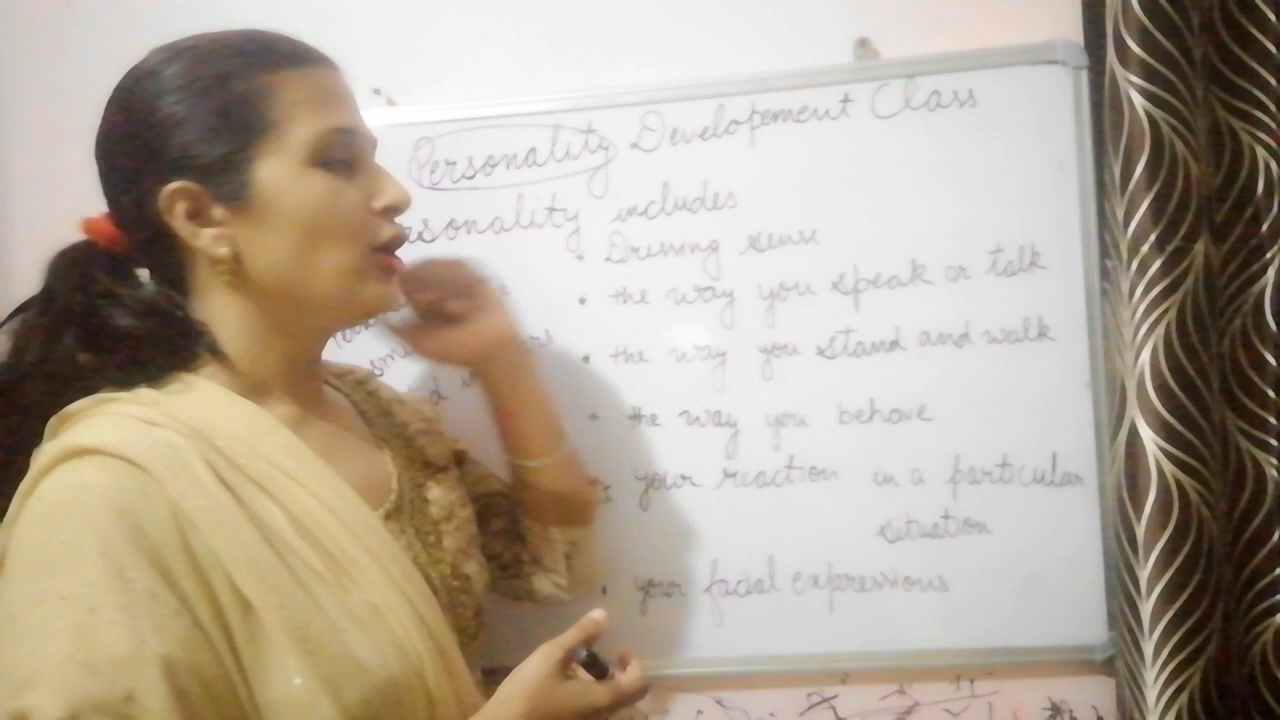 Personality Developement Class
Personality includes
• Dressing sense
• the way you speak or talk
• the way you stand and walk
• the way you behave
• your reaction in a particular
situation
• your facial expressions